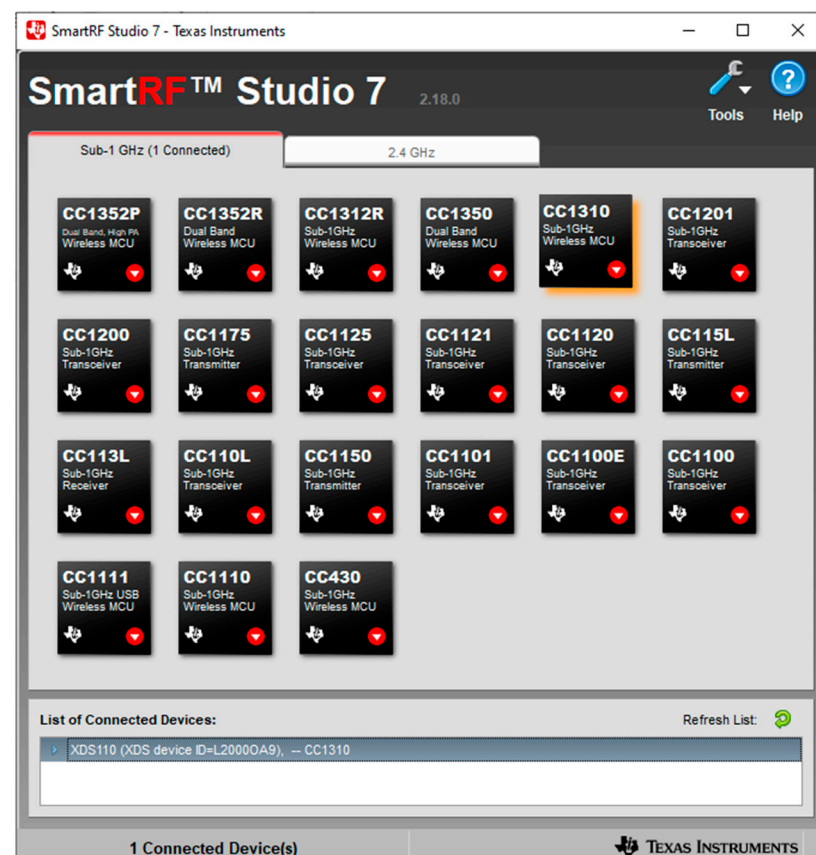 SmartRF Studio 7 - Texas Instruments
SmartRF™ Studio 7 2.18.0
Tools Help
Sub-1 GHz (1 Connected) 2.4 GHz
CC1352P
Dual Band, High PA
Wireless MCU
CC1352R
Dual Band
Wireless MCU
CC1312R
Sub-1GHz
Wireless MCU
CC1350
Dual Band
Wireless MCU
CC1310
Sub-1GHz
Wireless MCU
CC1201
Sub-1GHz
Transceiver
CC1200
Sub-1GHz
Transceiver
CC1175
Sub-1GHz
Transmitter
CC1125
Sub-1GHz
Transceiver
CC1121
Sub-1GHz
Transceiver
CC1120
Sub-1GHz
Transceiver
CC115L
Sub-1GHz
Transmitter
CC113L
Sub-1GHz
Receiver
CC110L
Sub-1GHz
Transceiver
CC1150
Sub-1GHz
Transmitter
CC1101
Sub-1GHz
Transceiver
CC1100E
Sub-1GHz
Transceiver
CC1100
Sub-1GHz
Transceiver
CC1111
Sub-1GHz USB
Wireless MCU
CC1110
Sub-1GHz
Wireless MCU
CC430
Sub-1GHz
Wireless MCU
List of Connected Devices: Refresh List:
XDS110 (XDS device ID=L2000OA9), -- CC1310
1 Connected Device(s) TEXAS INSTRUMENTS